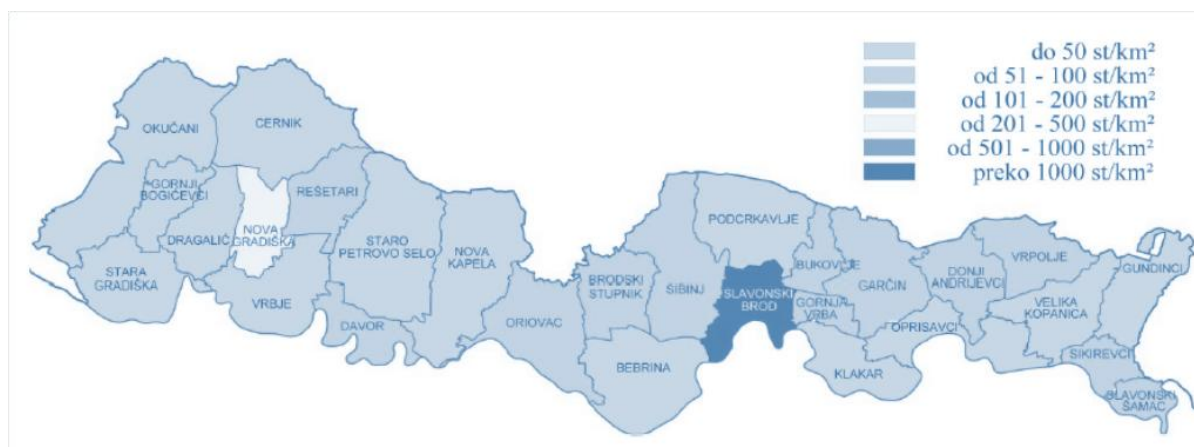 do 50 st/km²
od 51 - 100 st/km²
od 101 - 200 st/km²
od 201 - 500 st/km²
od 501 - 1000 st/km²
preko 1000 st/km²
OKUČANI
CERNIK
GORNJI
BOGIĆEVCI
REŠETARI
DRAGALIĆ
NOVA
GRADIŠKA
STARO
PETROVO SELO
NOVA
KAPELA
STARA
GRADIŠKA
VRBJE
DAVOR
ORIOVAC
BRODSKI
STUPNIK
SIBINJ
BEBRINA
PODCRKAVLJE
SLAVONSKI
BROD
BUKOVLJE
GORNJA
VRBA
GARČIN
KLAKAR
OPRISAVCI
DONJI
ANDRIJEVCI
VRPOLJE
VELIKA
KOPANICA
GUNDINCI
SIKIREVCI
SLAVONSKI
ŠAMAC